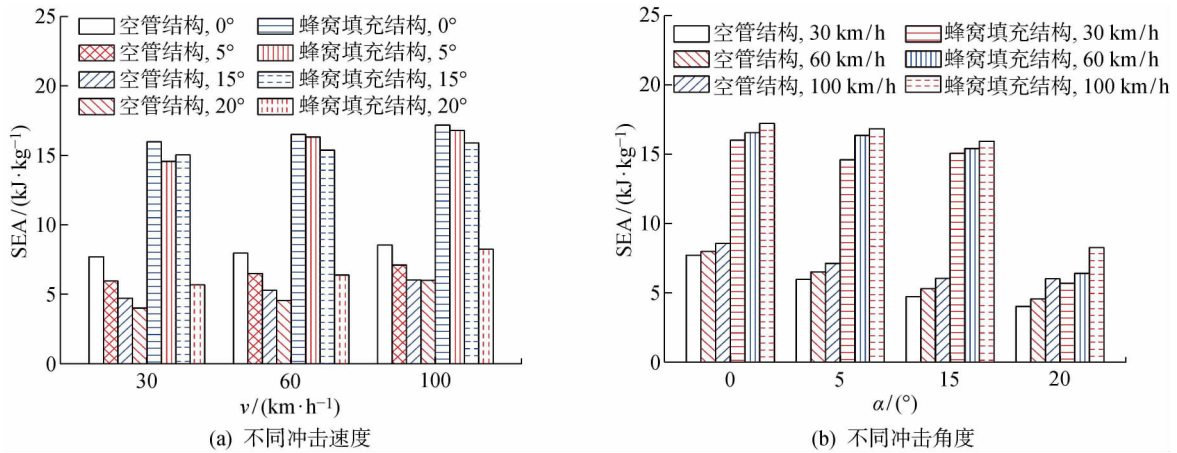 25
20
15
10
5
0
SEA/(kJ·kg⁻¹)
空管结构, 0°
空管结构, 5°
空管结构, 15°
空管结构, 20°
蜂窝填充结构, 0°
蜂窝填充结构, 5°
蜂窝填充结构, 15°
蜂窝填充结构, 20°
30 60 100
v/(km·h⁻¹)
(a) 不同冲击速度
25
20
15
10
5
0
SEA/(kJ·kg⁻¹)
空管结构, 30 km/h
空管结构, 60 km/h
空管结构, 100 km/h
蜂窝填充结构, 30 km/h
蜂窝填充结构, 60 km/h
蜂窝填充结构, 100 km/h
0 5 15 20
α/(°)
(b) 不同冲击角度